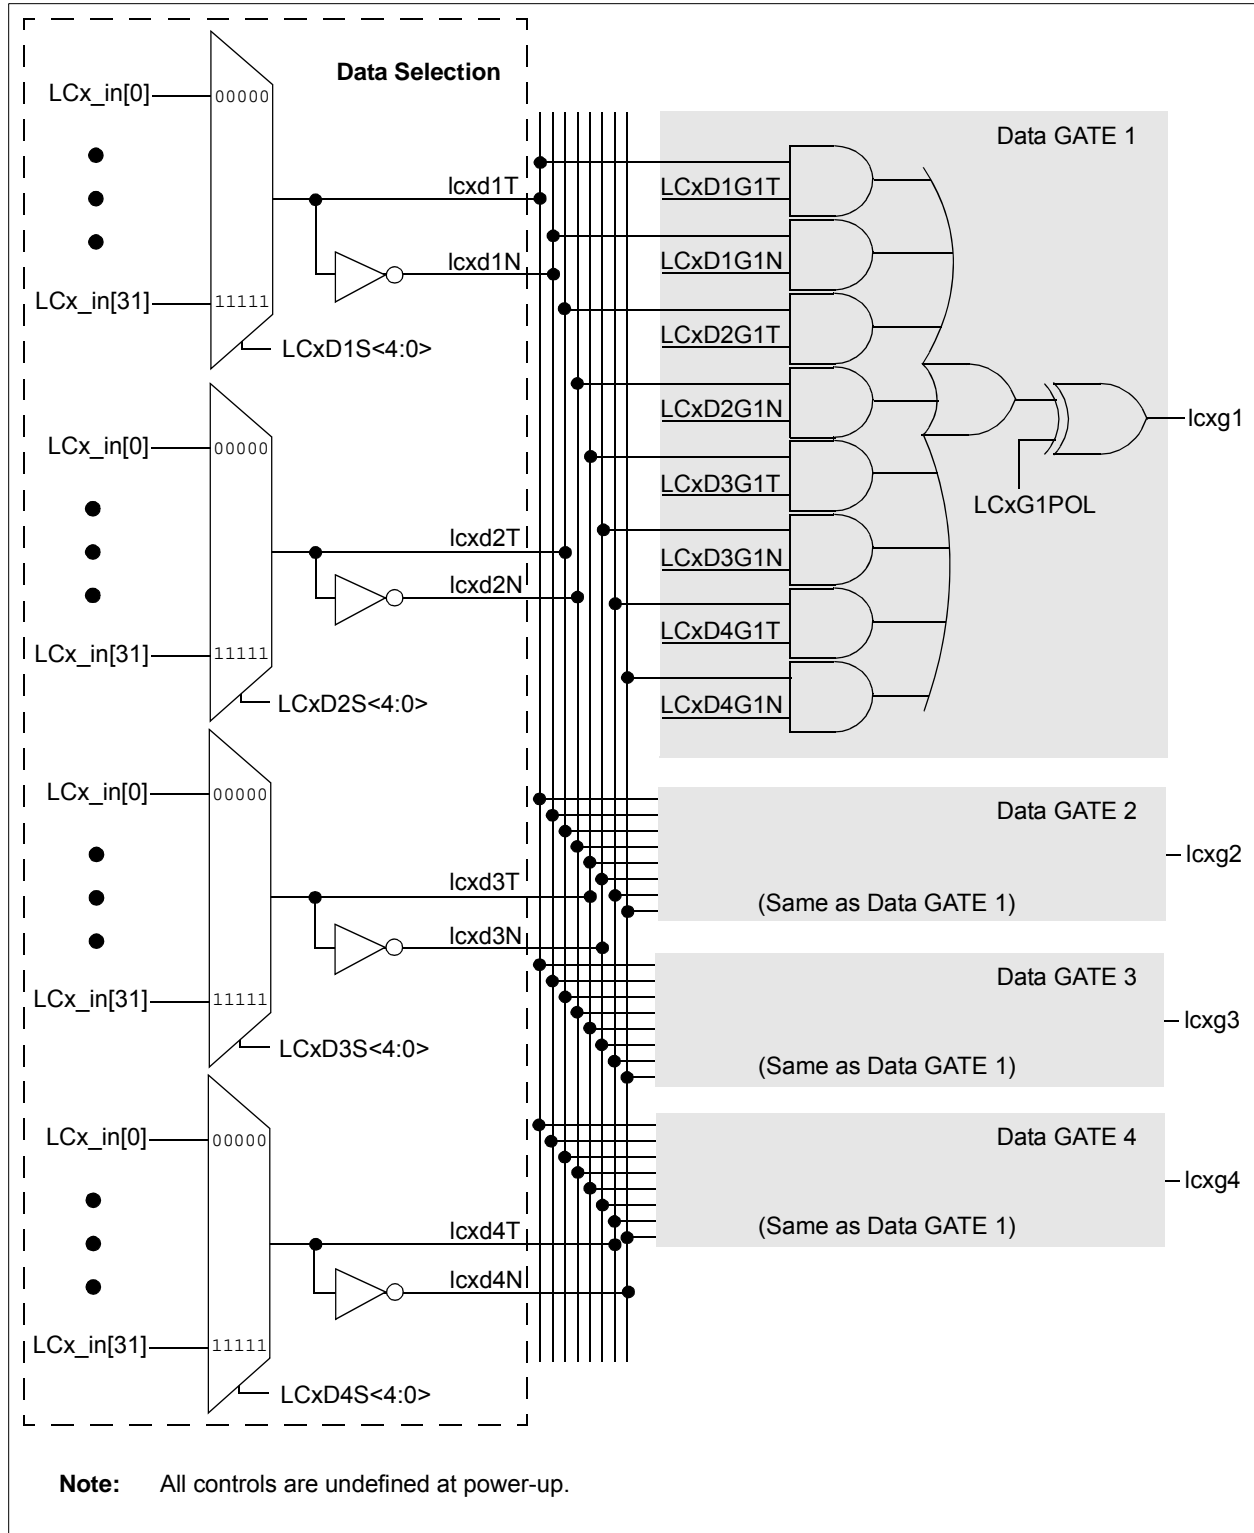 Data Selection
LCx_in[0]
00000
lcxd1T
lcxd1N
LCx_in[31]
11111
LCxD1S<4:0>
LCx_in[0]
00000
lcxd2T
lcxd2N
LCx_in[31]
11111
LCxD2S<4:0>
LCx_in[0]
00000
lcxd3T
lcxd3N
LCx_in[31]
11111
LCxD3S<4:0>
LCx_in[0]
00000
lcxd4T
lcxd4N
LCx_in[31]
11111
LCxD4S<4:0>
Data GATE 1
LCxD1G1T
LCxD1G1N
LCxD2G1T
LCxD2G1N
LCxD3G1T
LCxD3G1N
LCxD4G1T
LCxD4G1N
LCxG1POL
lcxg1
Data GATE 2
(Same as Data GATE 1)
lcxg2
Data GATE 3
(Same as Data GATE 1)
lcxg3
Data GATE 4
(Same as Data GATE 1)
lcxg4
Note: All controls are undefined at power-up.